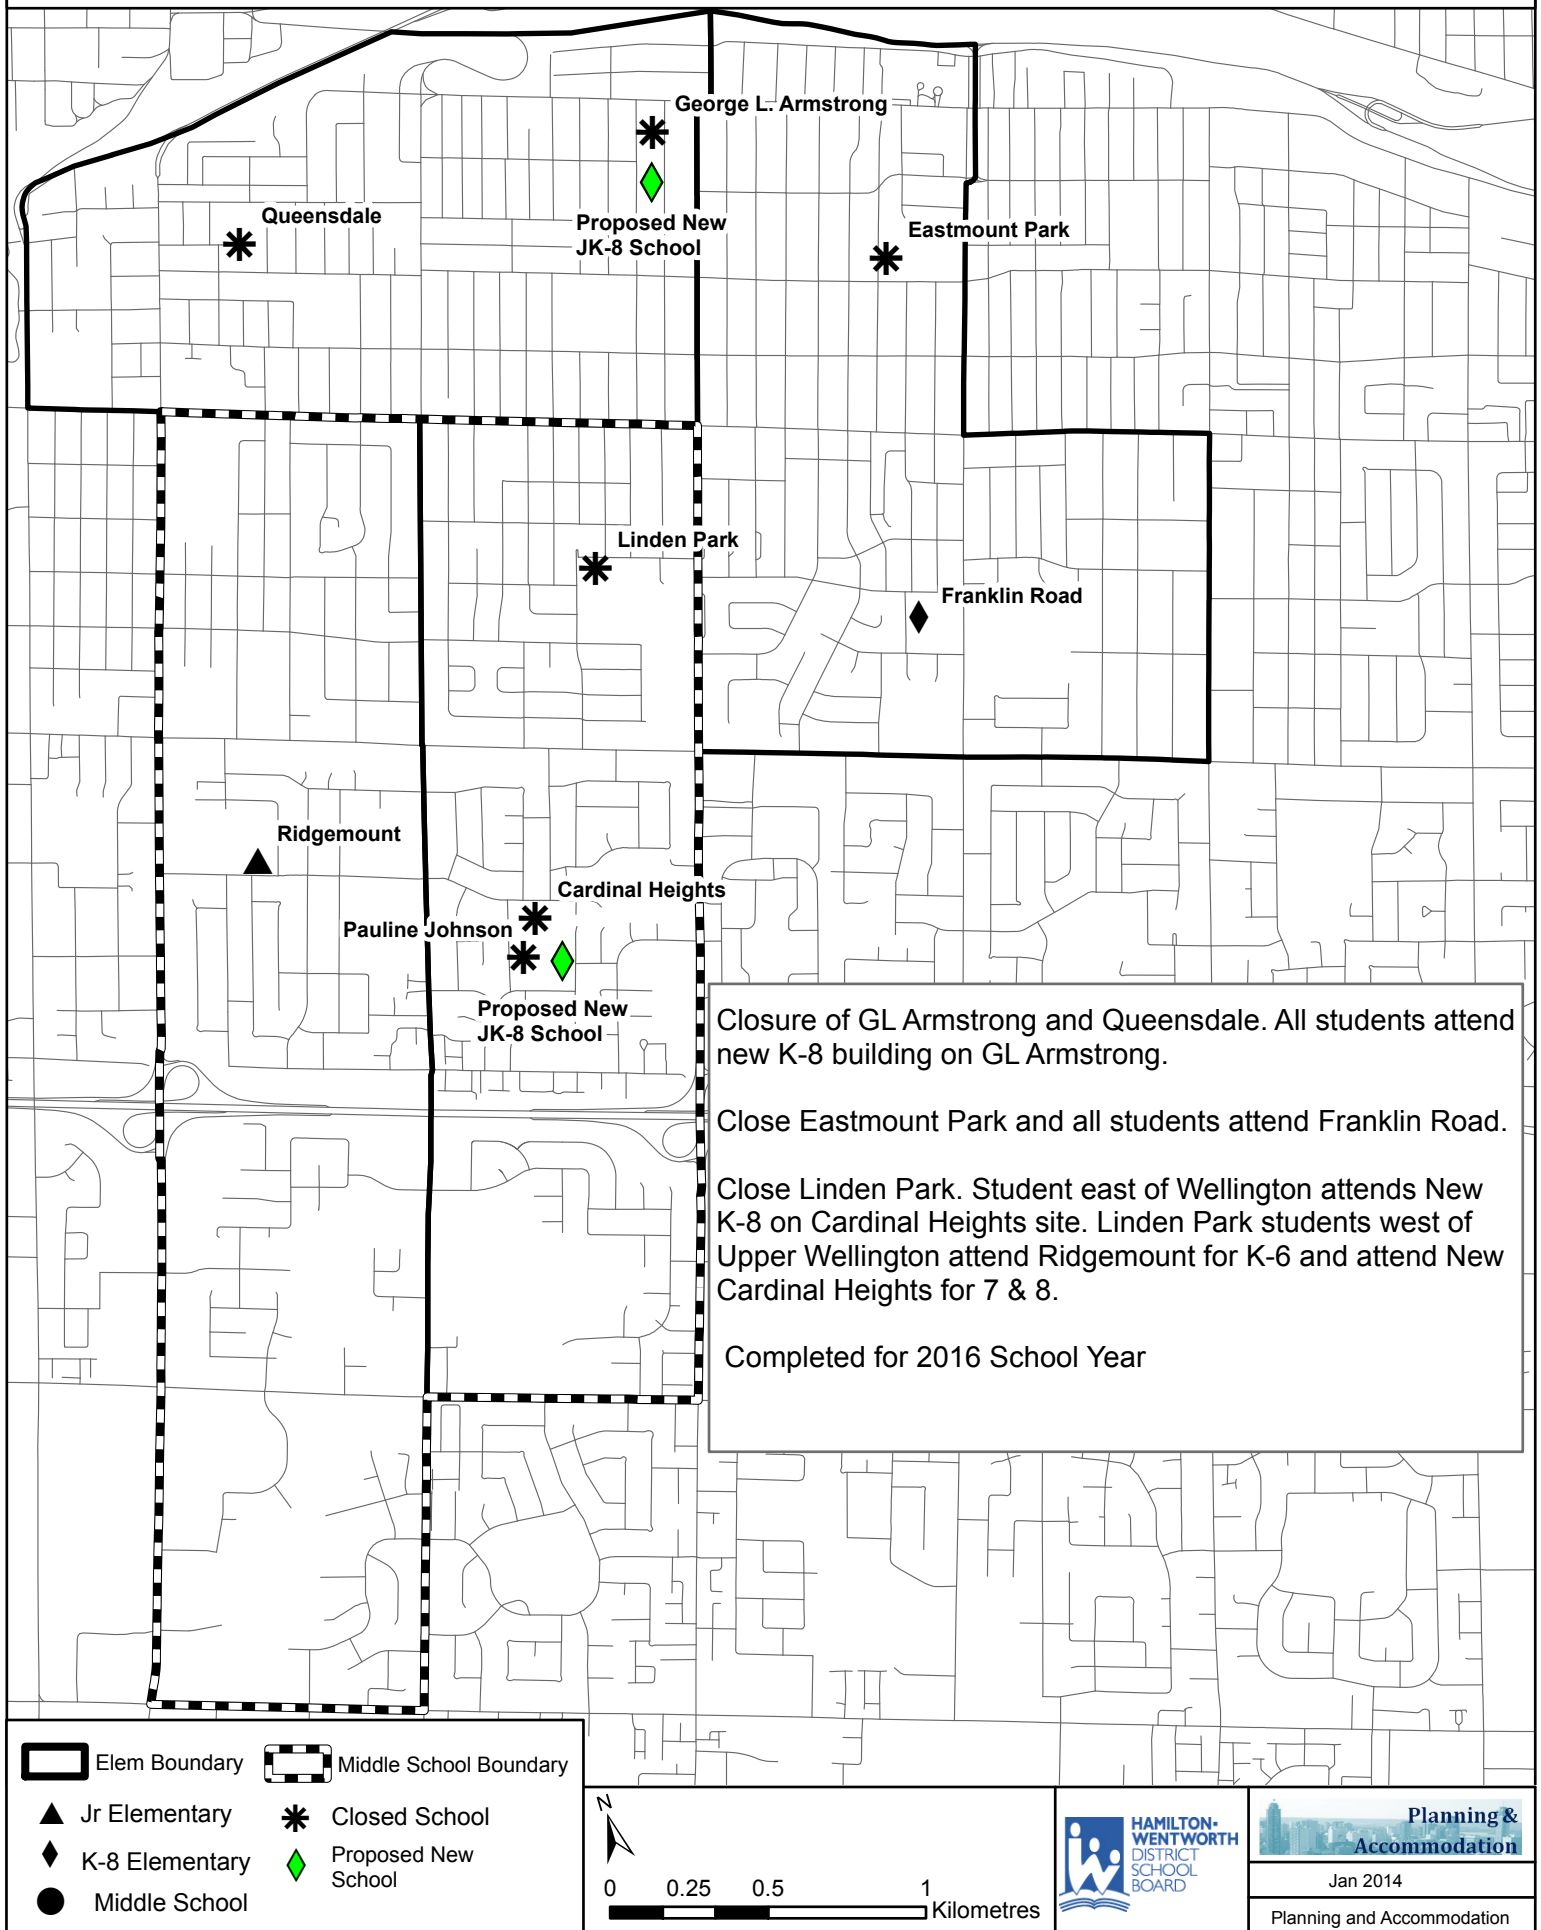 George L. Armstrong
Proposed New
JK-8 School
Queensdale
Eastmount Park
Linden Park
Franklin Road
Ridgemount
Cardinal Heights
Pauline Johnson
Proposed New
JK-8 School
Closure of GL Armstrong and Queensdale. All students attend
new K-8 building on GL Armstrong.
Close Eastmount Park and all students attend Franklin Road.
Close Linden Park. Student east of Wellington attends New
K-8 on Cardinal Heights site. Linden Park students west of
Upper Wellington attend Ridgemount for K-6 and attend New
Cardinal Heights for 7 & 8.
Completed for 2016 School Year
Elem Boundary
Middle School Boundary
Jr Elementary
Closed School
K-8 Elementary
Proposed New
School
Middle School
N
0 0.25 0.5 1
Kilometres
HAMILTON-
WENTWORTH
DISTRICT
SCHOOL
BOARD
Planning &
Accommodation
Jan 2014
Planning and Accommodation